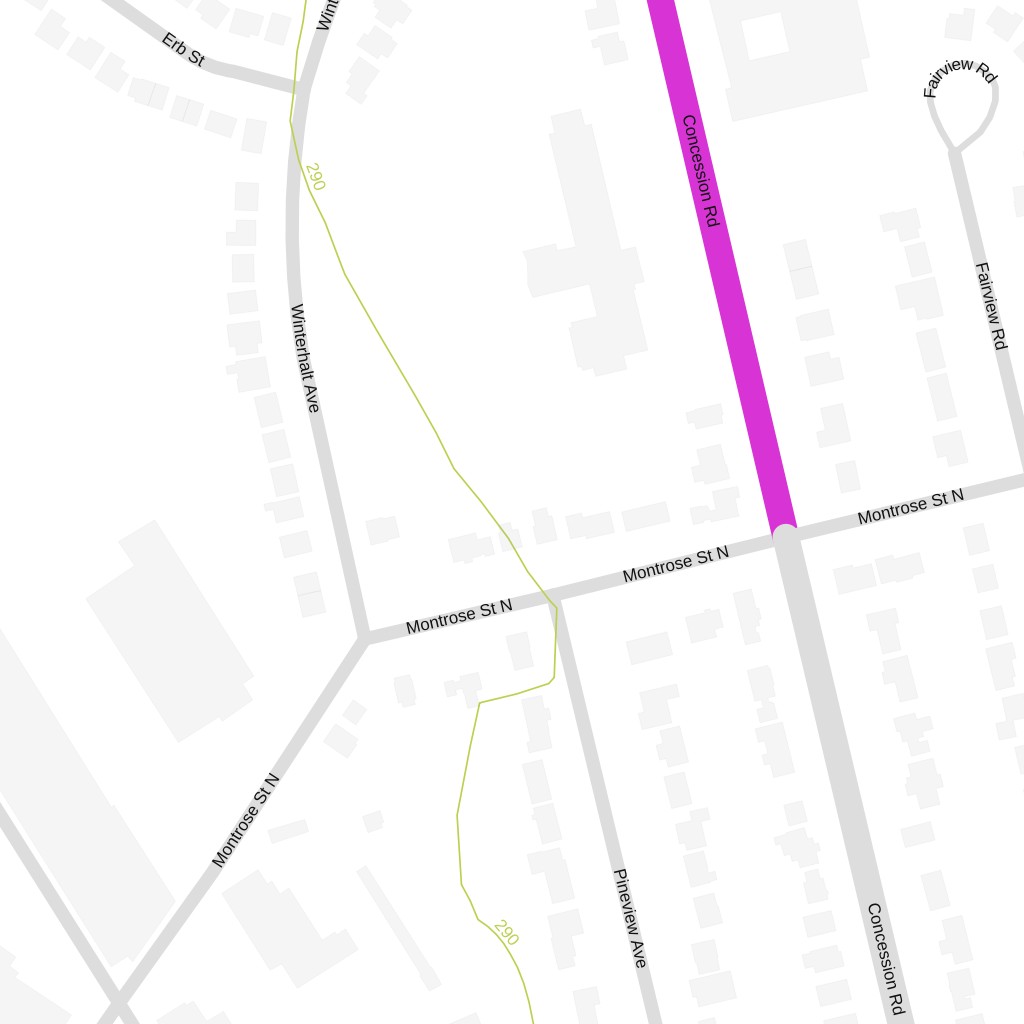 Wint
Erb St
Fairview Rd
290
Concession Rd
Fairview Rd
Winterhalt Ave
Montrose St N
Montrose St N
Montrose St N
Montrose St N
Pineview Ave
290
Concession Rd